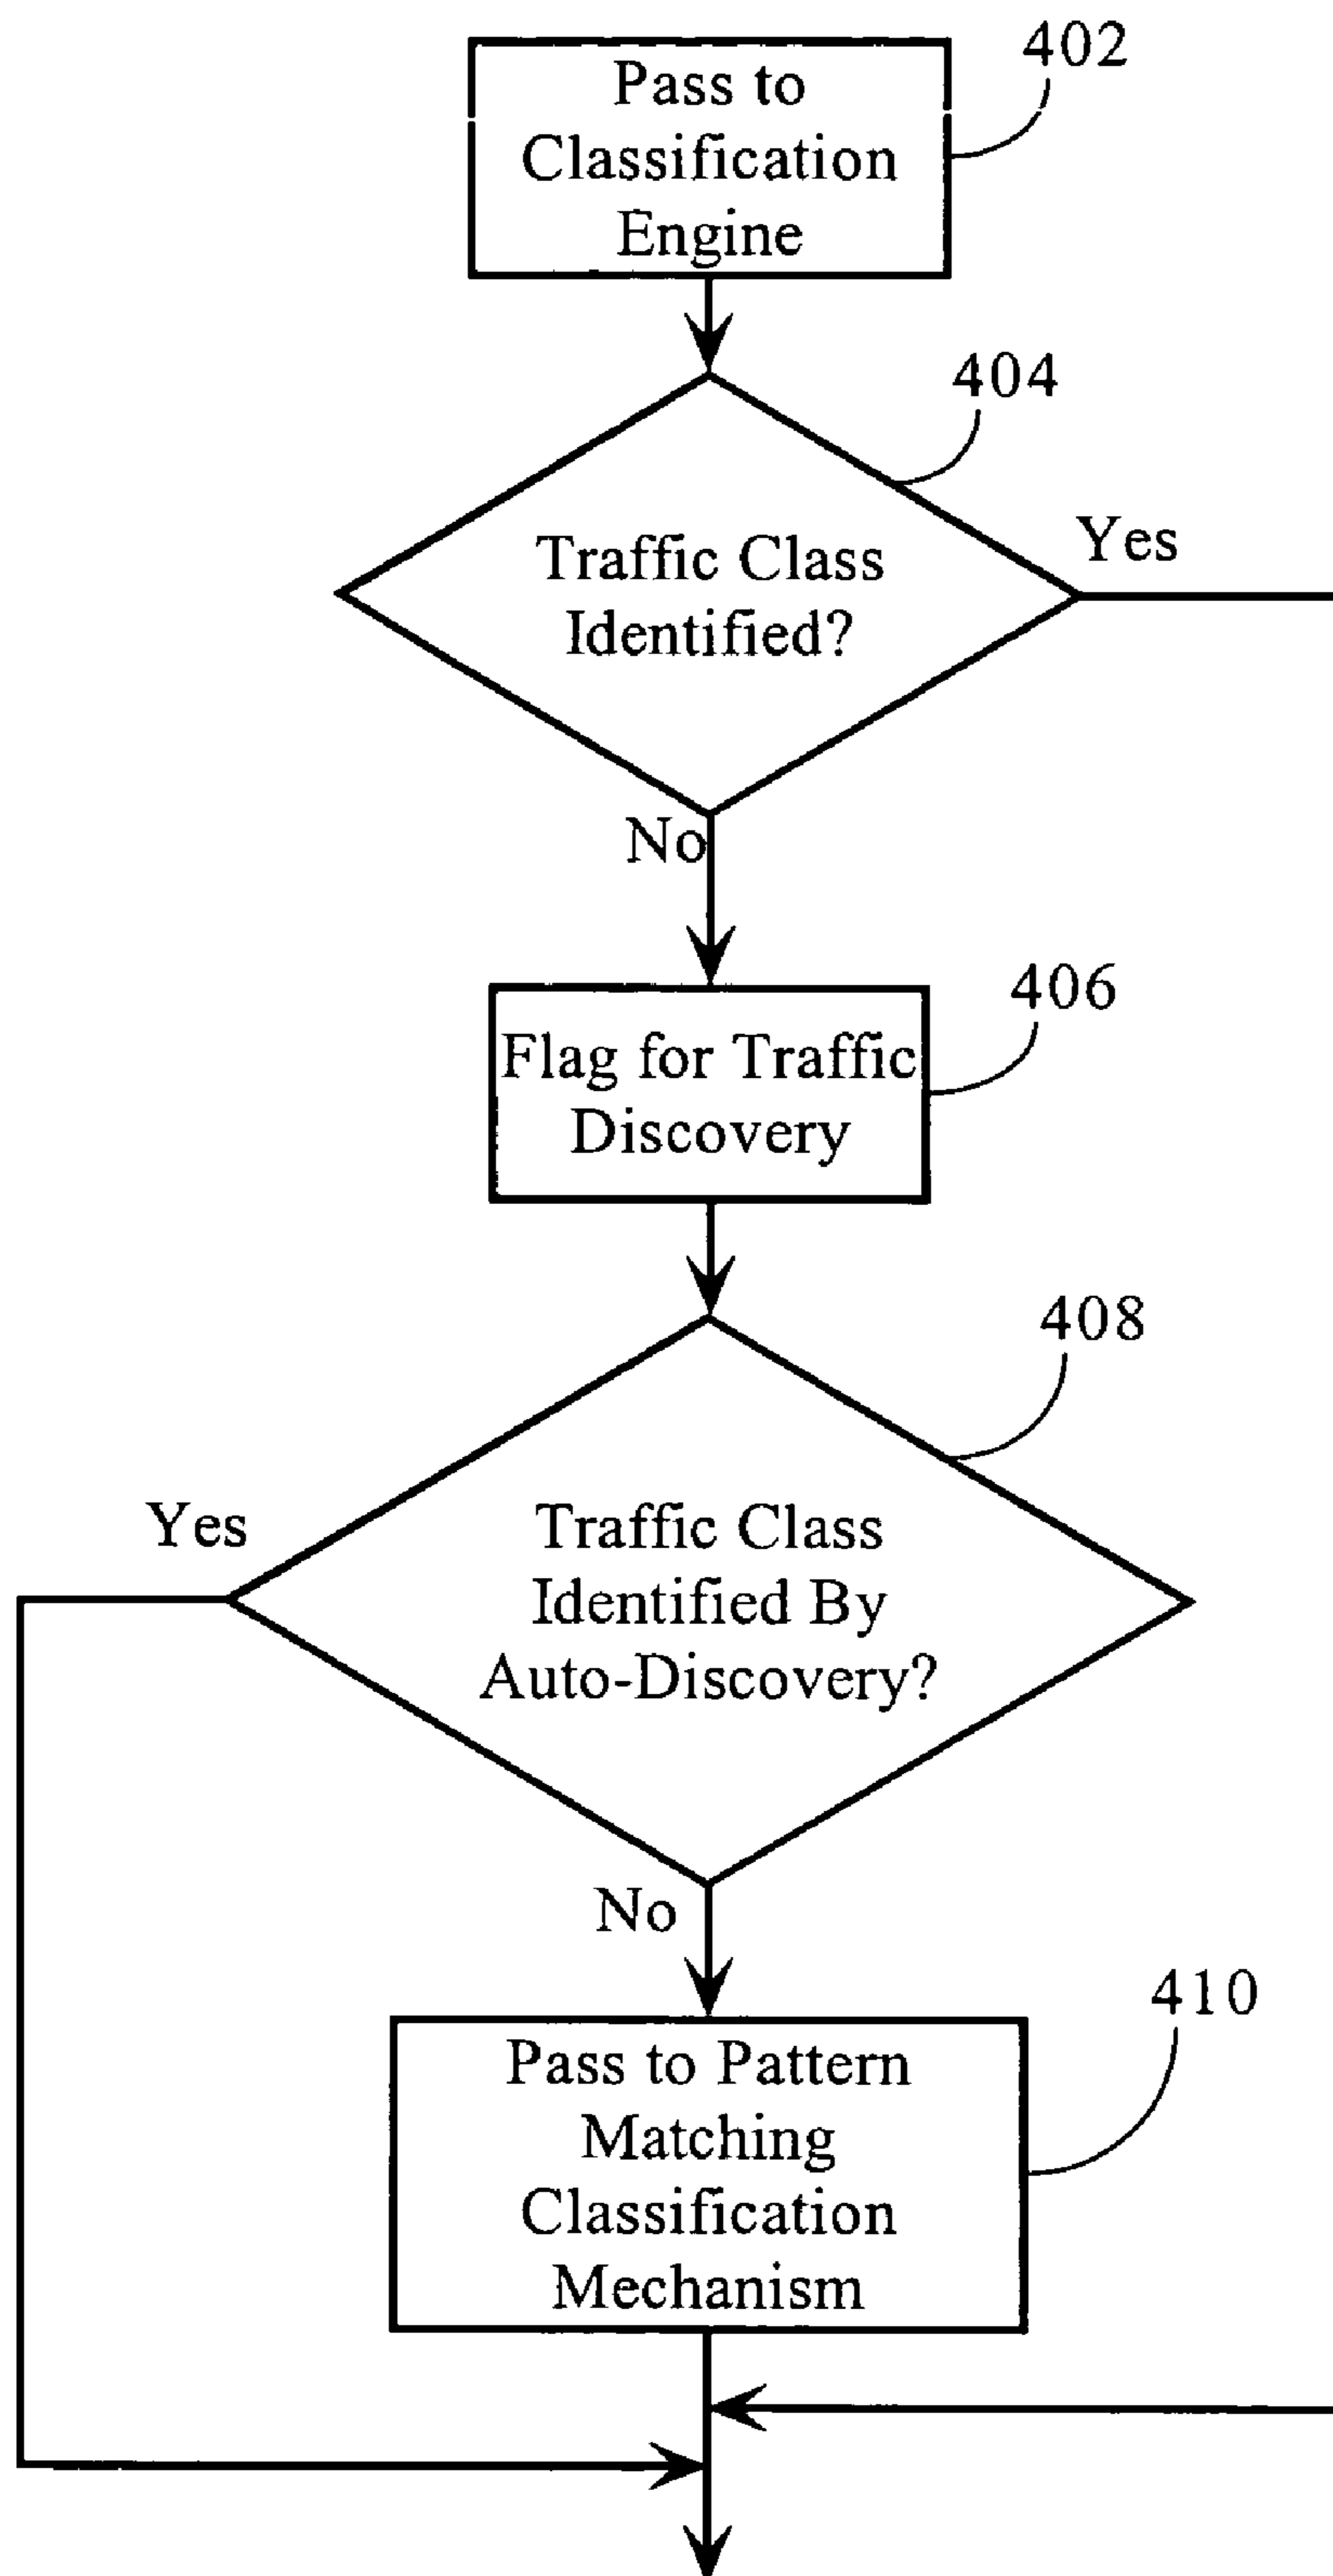 402
Pass to
Classification
Engine
404
Traffic Class
Identified?
Yes
No
406
Flag for Traffic
Discovery
408
Traffic Class
Identified By
Auto-Discovery?
Yes
No
410
Pass to Pattern
Matching
Classification
Mechanism